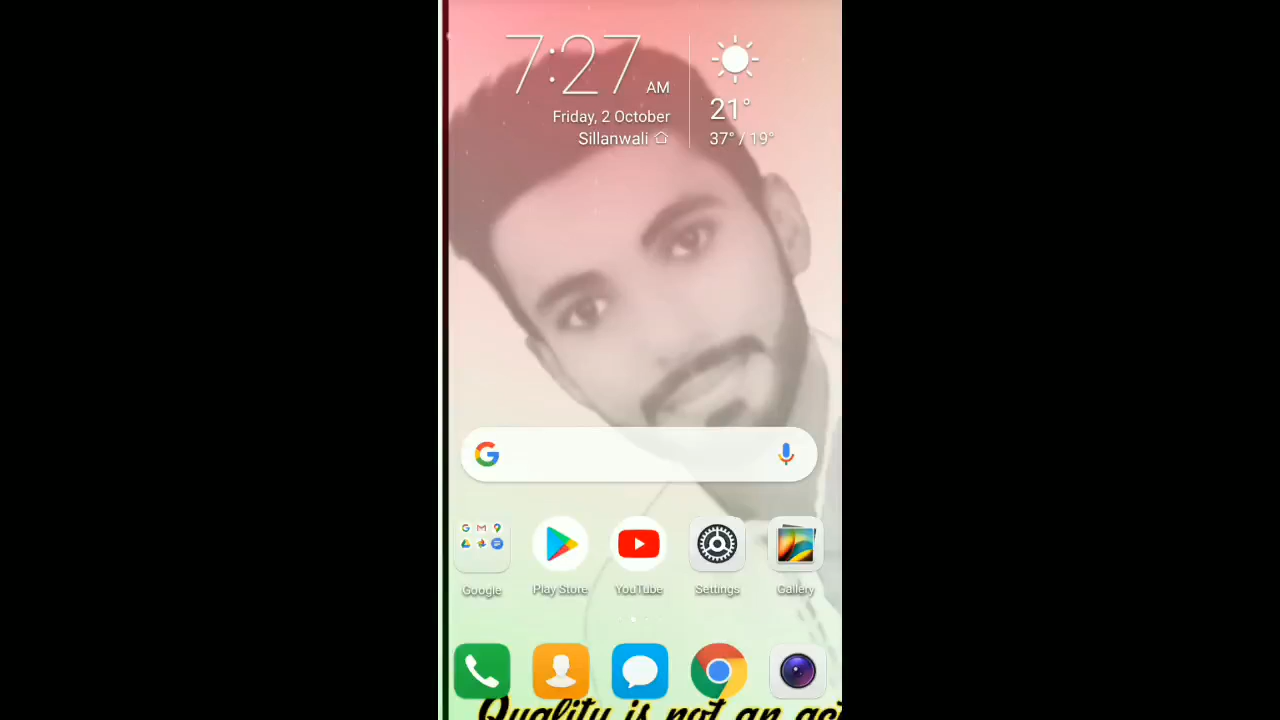 7:27 AM
Friday, 2 October
Sillanwali
21°
37° / 19°
Google
Play Store
YouTube
Settings
Gallery
Quality is not an act